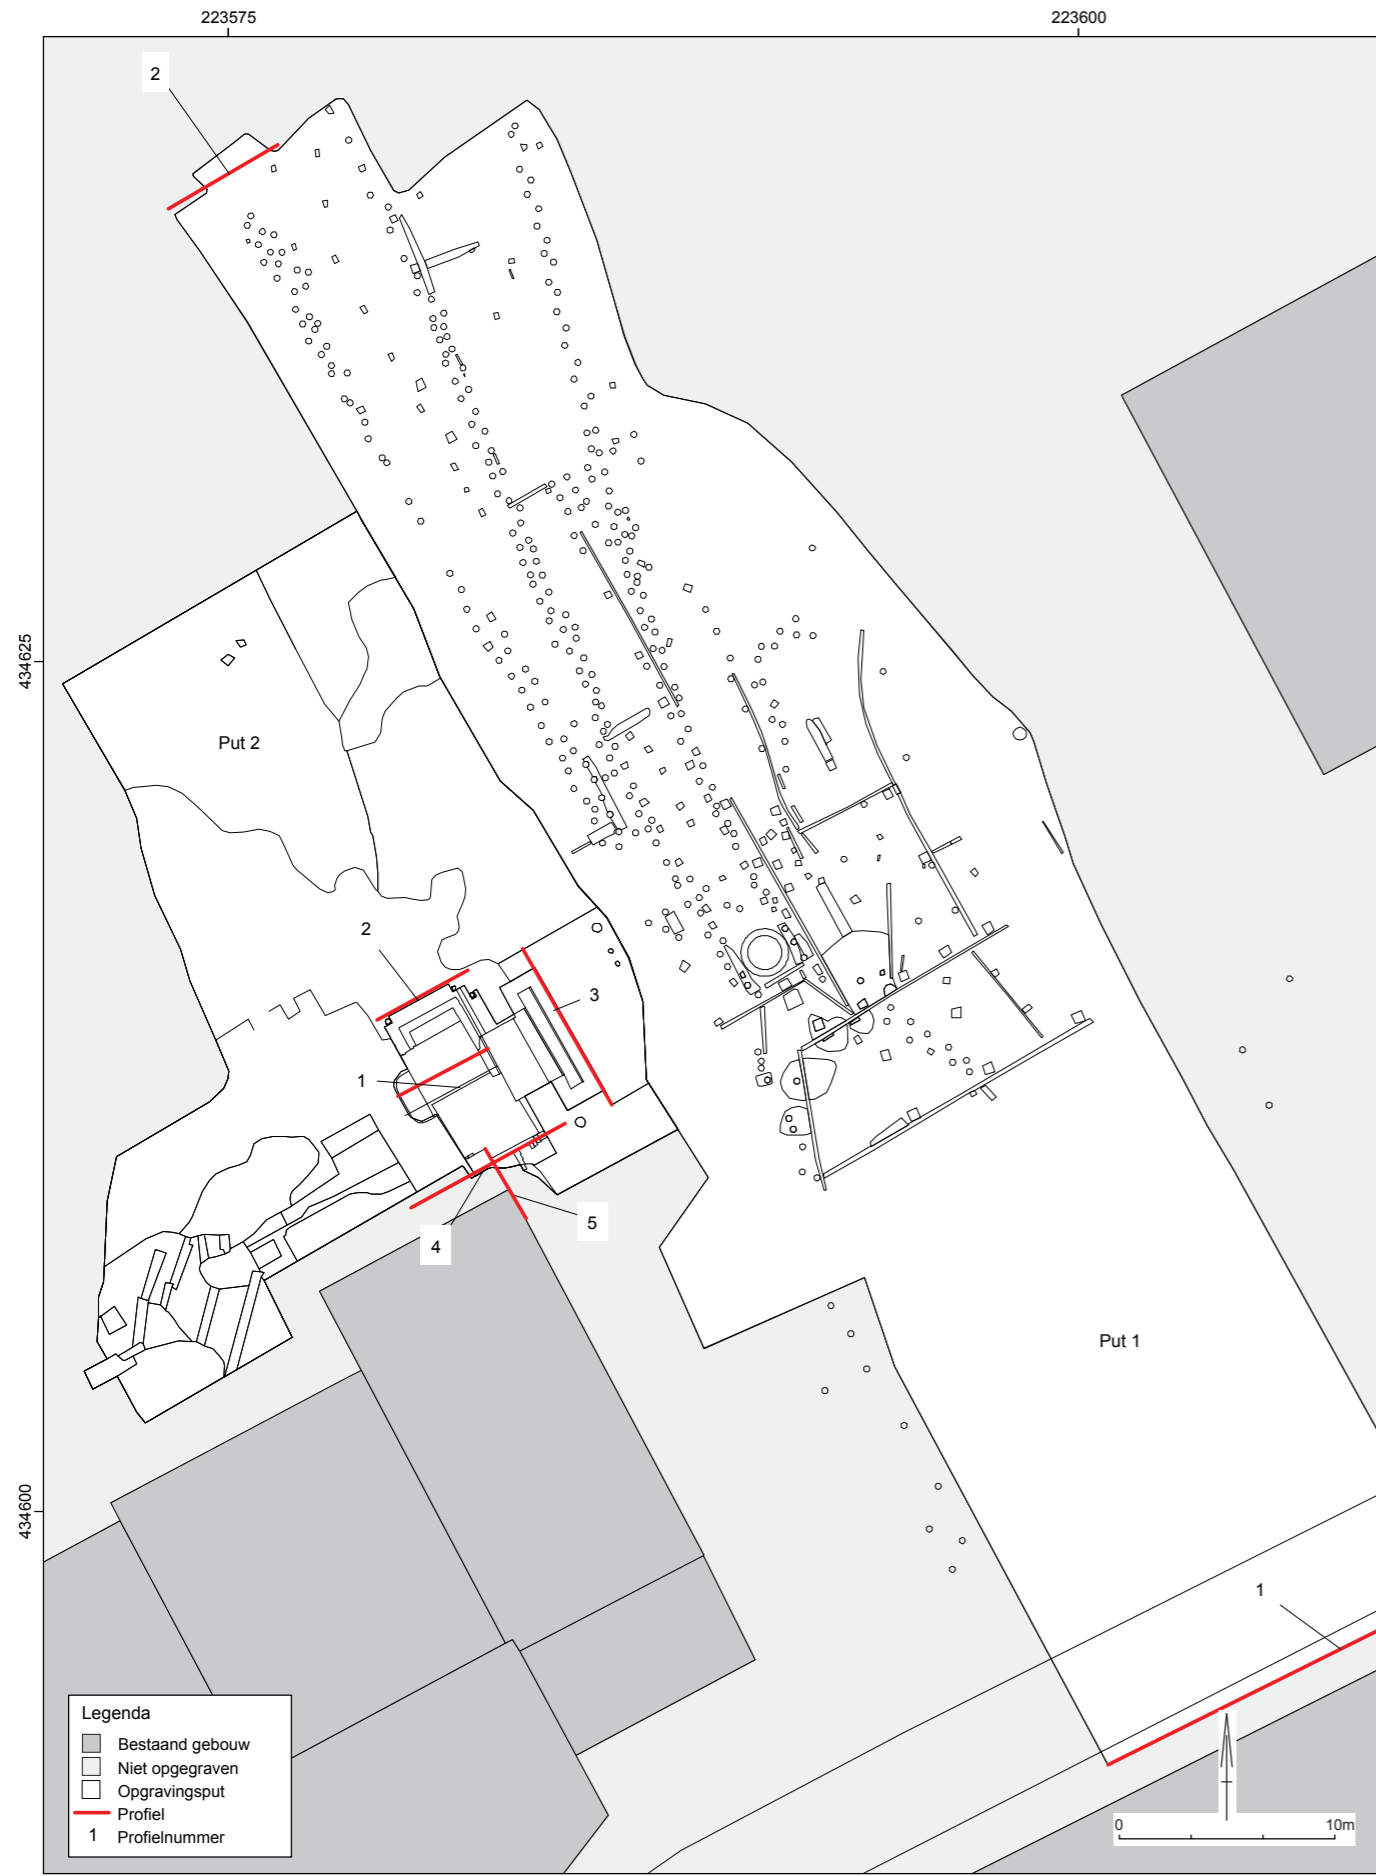 223575
223600
2
434625
Put 2
2
3
1
5
4
Put 1
434600
1
Legenda
Bestaand gebouw
Niet opgegraven
Opgravingsput
Profiel
1 Profielnummer
0 10m